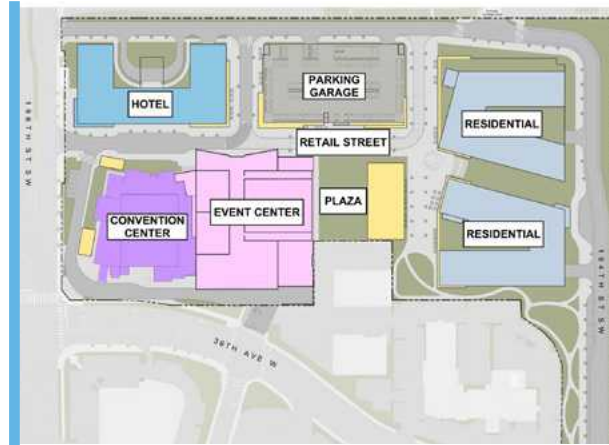 HOTEL
PARKING
GARAGE
RESIDENTIAL
RETAIL STREET
198TH ST SW
CONVENTION
CENTER
EVENT CENTER
PLAZA
RESIDENTIAL
194TH ST SW
36TH AVE W